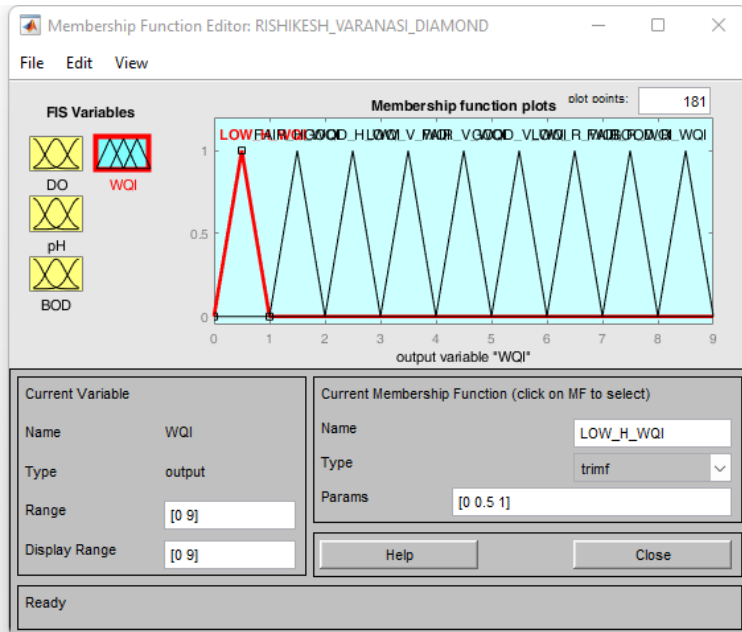 Membership Function Editor: RISHIKESH_VARANASI_DIAMOND
File Edit View
FIS Variables
DO
WQI
pH
BOD
Membership function plots
plot points:
181
1
0.5
0
0 1 2 3 4 5 6 7 8 9
output variable "WQI"
Current Variable
Name WQI
Type output
Range [0 9]
Display Range [0 9]
Current Membership Function (click on MF to select)
Name LOW_H_WQI
Type trimf
Params [0 0.5 1]
Help Close
Ready